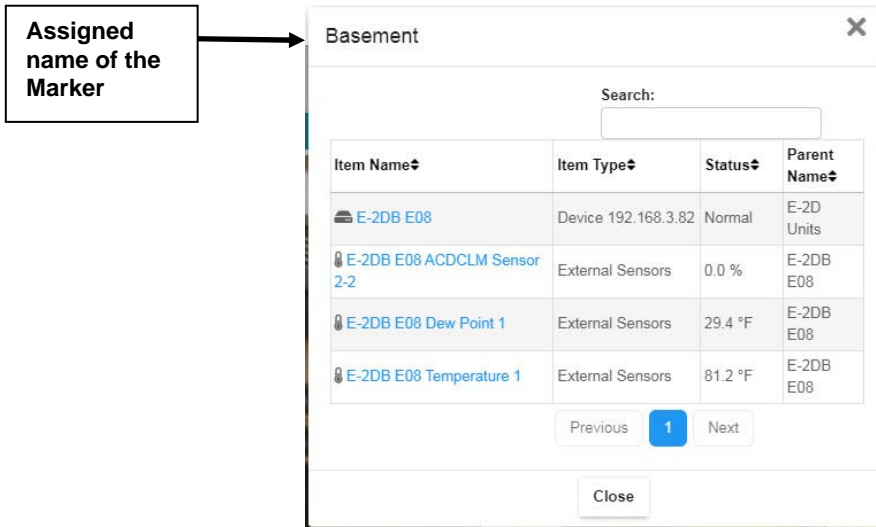 Assigned
name of the
Marker
Basement
Search:
Item Name Item Type Status Parent
Name
E-2DB E08 Device 192.168.3.82 Normal E-2D
Units
E-2DB E08 ACDCLM Sensor
2-2 External Sensors 0.0 % E-2DB
E08
E-2DB E08 Dew Point 1 External Sensors 29.4 °F E-2DB
E08
E-2DB E08 Temperature 1 External Sensors 81.2 °F E-2DB
E08
Previous 1 Next
Close